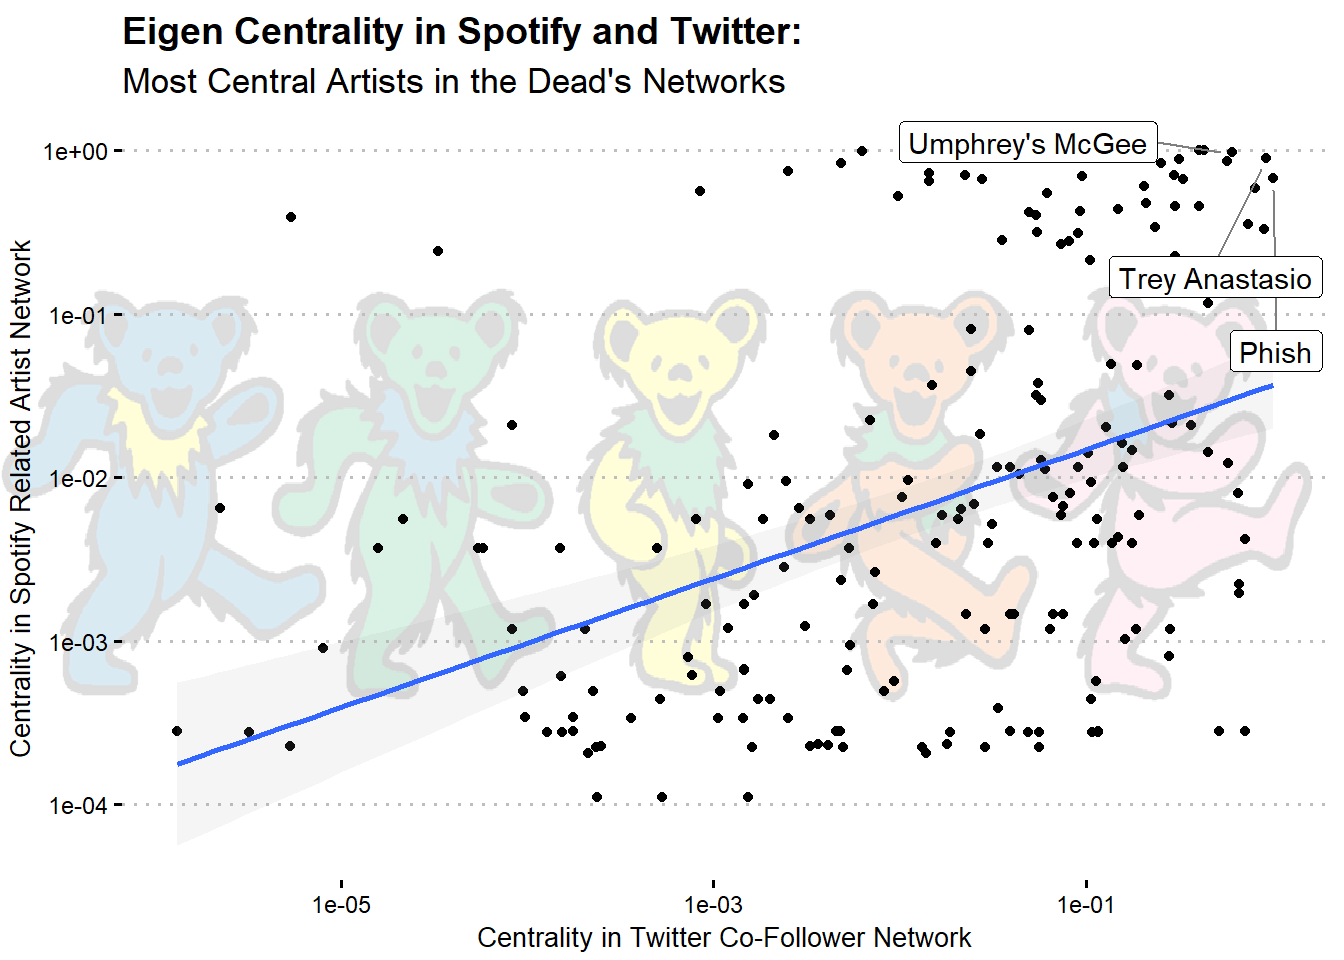 Eigen Centrality in Spotify and Twitter:
Most Central Artists in the Dead's Networks
Centrality in Spotify Related Artist Network
1e+00
1e-01
1e-02
1e-03
1e-04
Umphrey's McGee
Trey Anastasio
Phish
1e-05
1e-03
1e-01
Centrality in Twitter Co-Follower Network